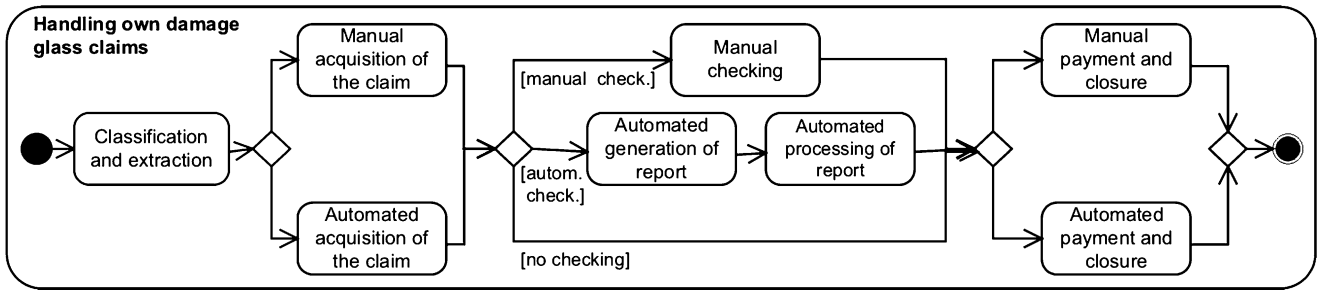 Handling own damage
glass claims
Classification
and extraction
Manual
acquisition of
the claim
Automated
acquisition of
the claim
[manual check.]
Manual
checking
[autom.
check.]
Automated
generation of
report
Automated
processing of
report
[no checking]
Manual
payment and
closure
Automated
payment and
closure